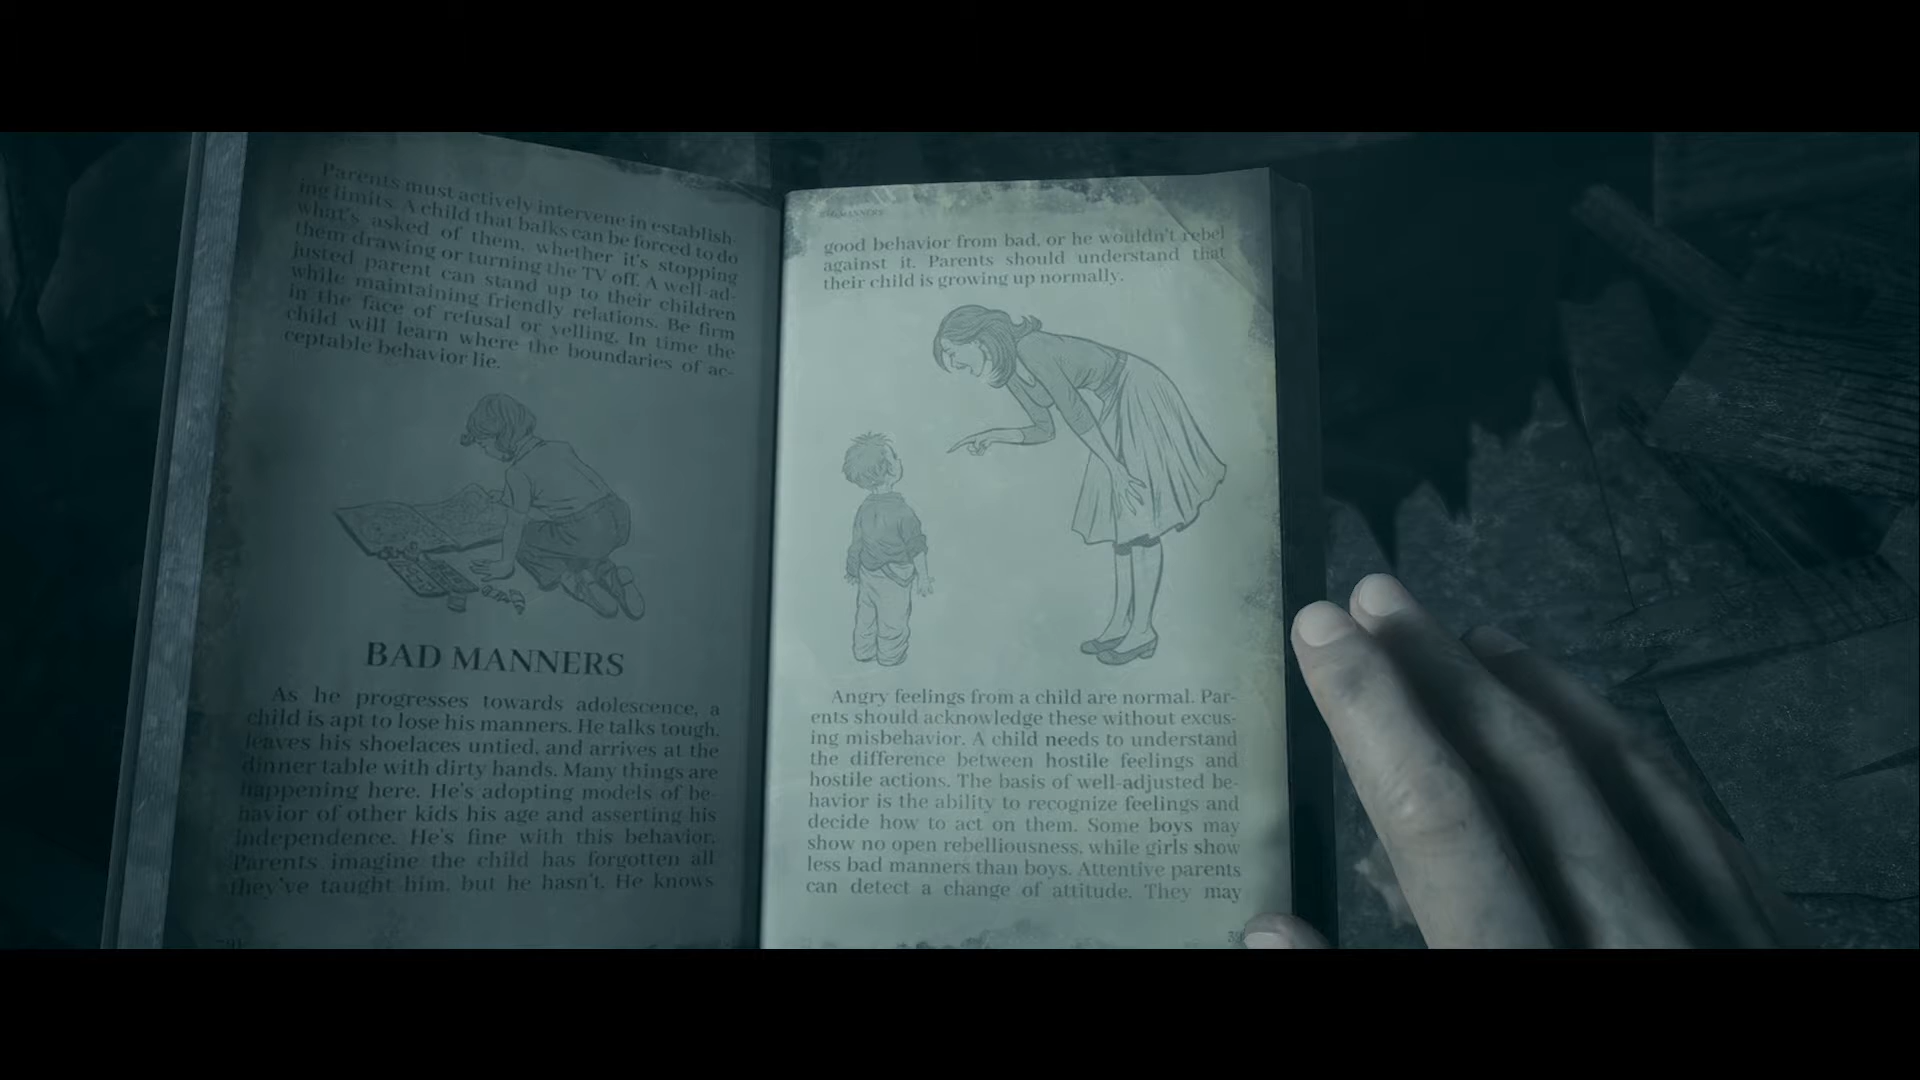 Parents must actively intervene in establish-
ing limits. A child that balks can be forced to do
what's asked of them, whether it's stopping
them drawing or turning the TV off. A well-ad-
justed parent can stand up to their children
while maintaining friendly relations. Be firm
in the face of refusal or yelling. In time the
child will learn where the boundaries of ac-
ceptable behavior lie.
BAD MANNERS
As he progresses towards adolescence, a
child is apt to lose his manners. He talks tough,
leaves his shoelaces untied, and arrives at the
dinner table with dirty hands. Many things are
happening here. He's adopting models of be-
havior of other kids his age and asserting his
independence. He's fine with this behavior.
Parents imagine the child has forgotten all
they've taught him, but he hasn't. He knows
MANNERS
good behavior from bad, or he wouldn't rebel
against it. Parents should understand that
their child is growing up normally.
Angry feelings from a child are normal. Par-
ents should acknowledge these without excus-
ing misbehavior. A child needs to understand
the difference between hostile feelings and
hostile actions. The basis of well-adjusted be-
havior is the ability to recognize feelings and
decide how to act on them. Some boys may
show no open rebelliousness, while girls show
less bad manners than boys. Attentive parents
can detect a change of attitude. They may